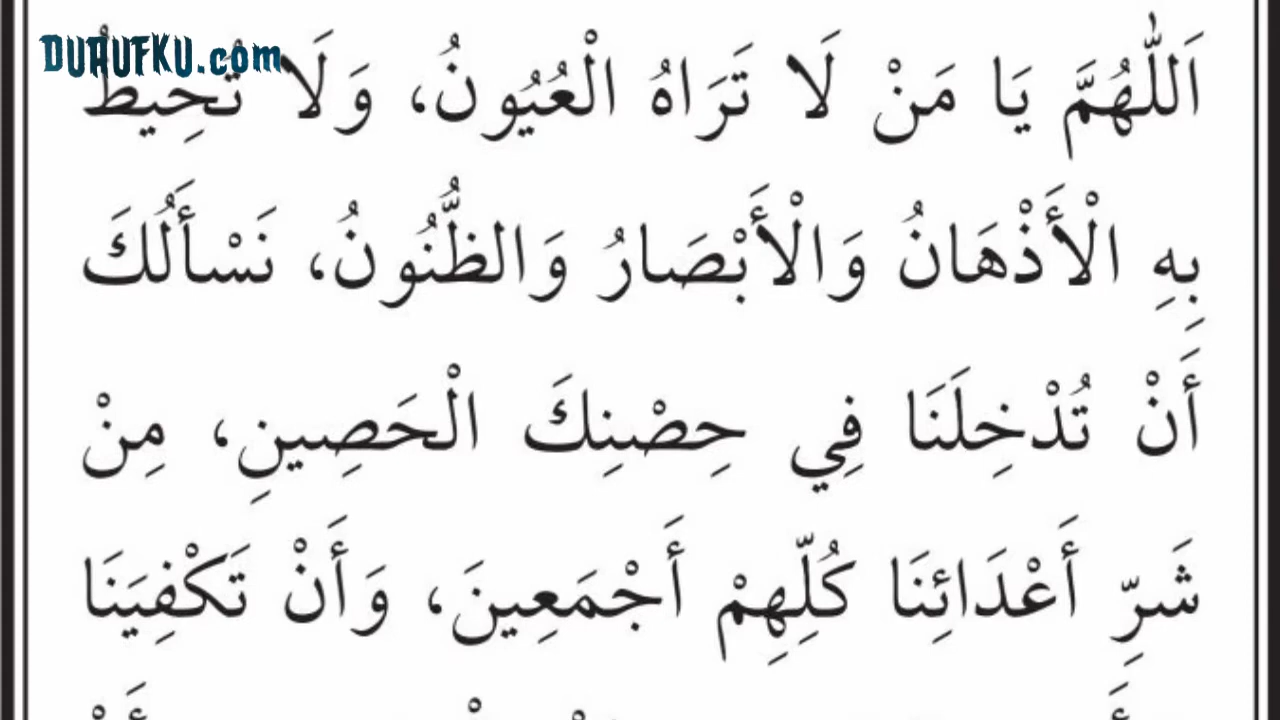 DURUFKU.com
اَللّٰهُمَّ يَا مَنْ لَا تَرَاهُ الْعُيُونُ، وَلَا تُحِيطُ
بِهِ الْأَذْهَانُ وَالْأَبْصَارُ وَالظُّنُونُ، نَسْأَلُكَ
أَنْ تُدْخِلَنَا فِي حِصْنِكَ الْحَصِينِ، مِنْ
شَرِّ أَعْدَائِنَا كُلِّهِمْ أَجْمَعِينَ، وَأَنْ تَكْفِيَنَا